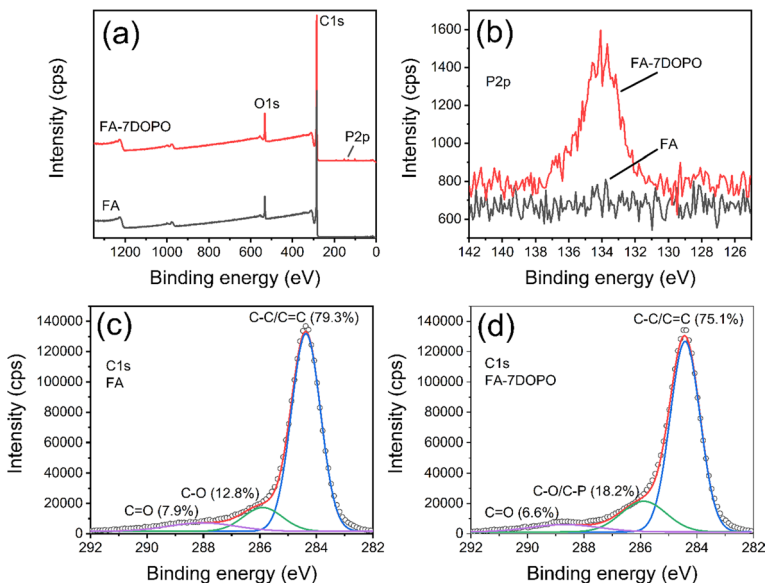 (a)
C1s
O1s
FA-7DOPO
P2p
FA
Intensity (cps)
1200 1000 800 600 400 200 0
Binding energy (eV)
(b)
P2p
FA-7DOPO
FA
Intensity (cps)
1600
1400
1200
1000
800
600
142 140 138 136 134 132 130 128 126
Binding energy (eV)
(c)
C-C/C=C (79.3%)
C1s
FA
C-O (12.8%)
C=O (7.9%)
Intensity (cps)
140000
120000
100000
80000
60000
40000
20000
0
292 290 288 286 284 282
Binding energy (eV)
(d)
C-C/C=C (75.1%)
C1s
FA-7DOPO
C-O/C-P (18.2%)
C=O (6.6%)
Intensity (cps)
140000
120000
100000
80000
60000
40000
20000
0
292 290 288 286 284 282
Binding energy (eV)